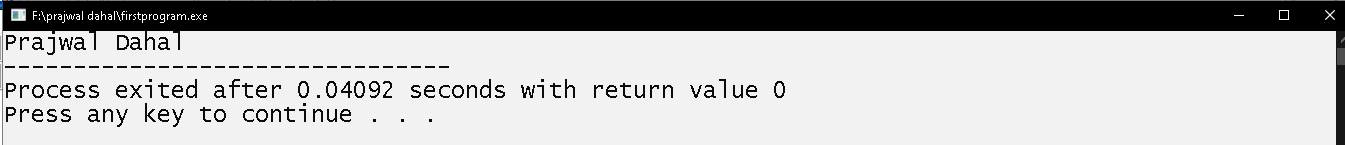 F:\prajwal dahal\firstprogram.exe
Prajwal Dahal
--------------------------------
Process exited after 0.04092 seconds with return value 0
Press any key to continue . . .